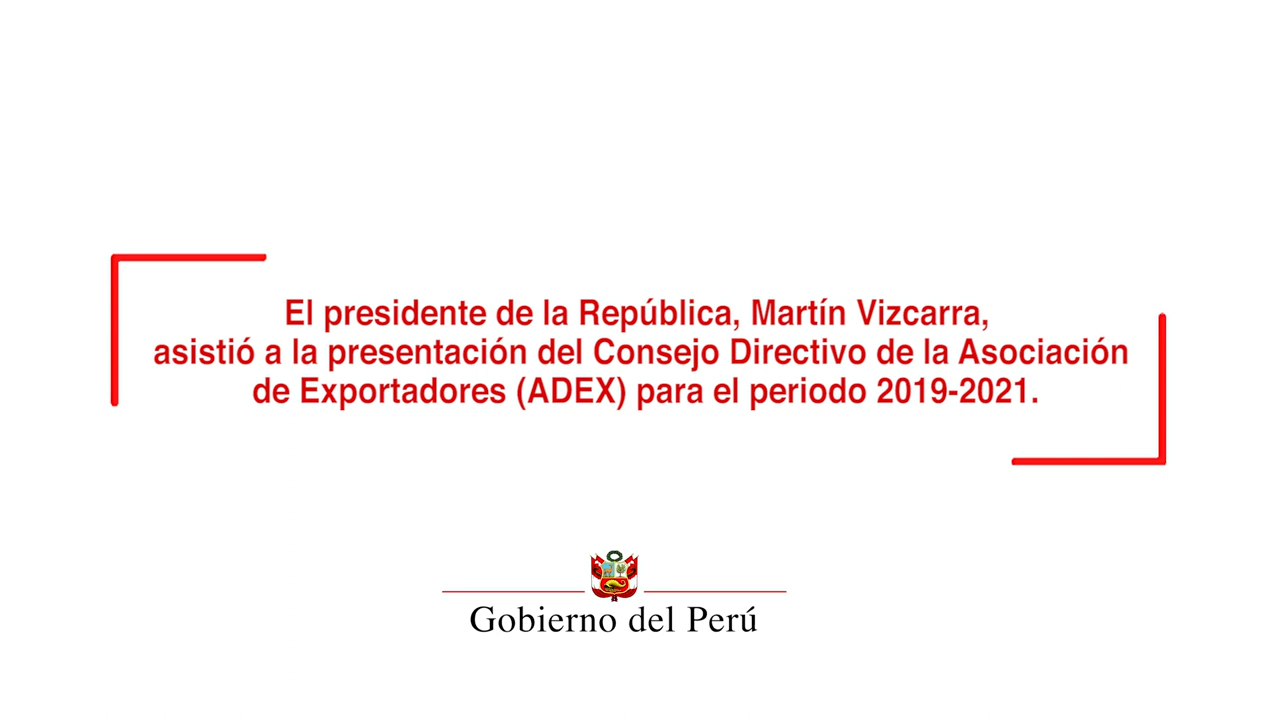 El presidente de la República, Martín Vizcarra,
asistió a la presentación del Consejo Directivo de la Asociación
de Exportadores (ADEX) para el periodo 2019-2021.
Gobierno del Perú